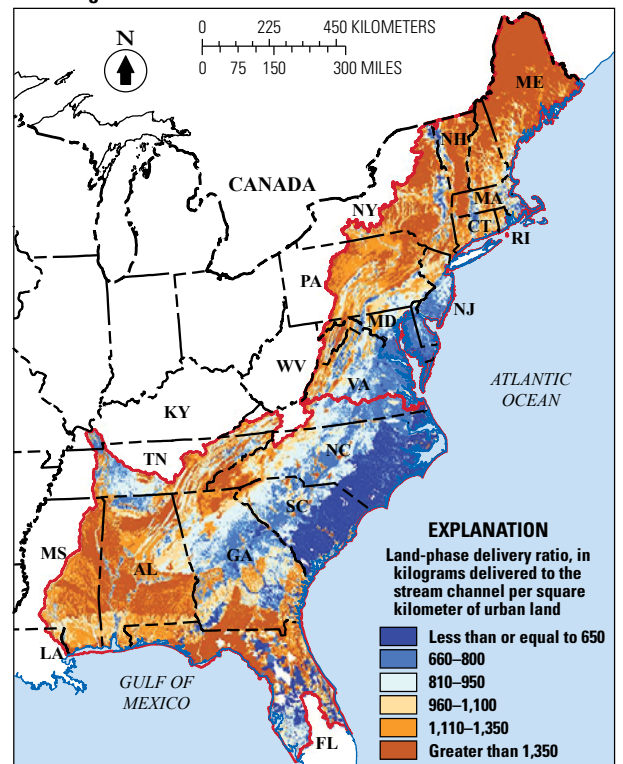 N
0 225 450 KILOMETERS
0 75 150 300 MILES
ME
NH
CANADA
MA
NY
CT
RI
PA
NJ
MD
WV
VA
ATLANTIC
OCEAN
KY
NC
TN
SC
MS
AL
GA
LA
GULF OF
MEXICO
FL
EXPLANATION
Land-phase delivery ratio, in
kilograms delivered to the
stream channel per square
kilometer of urban land
Less than or equal to 650
660–800
810–950
960–1,100
1,110–1,350
Greater than 1,350